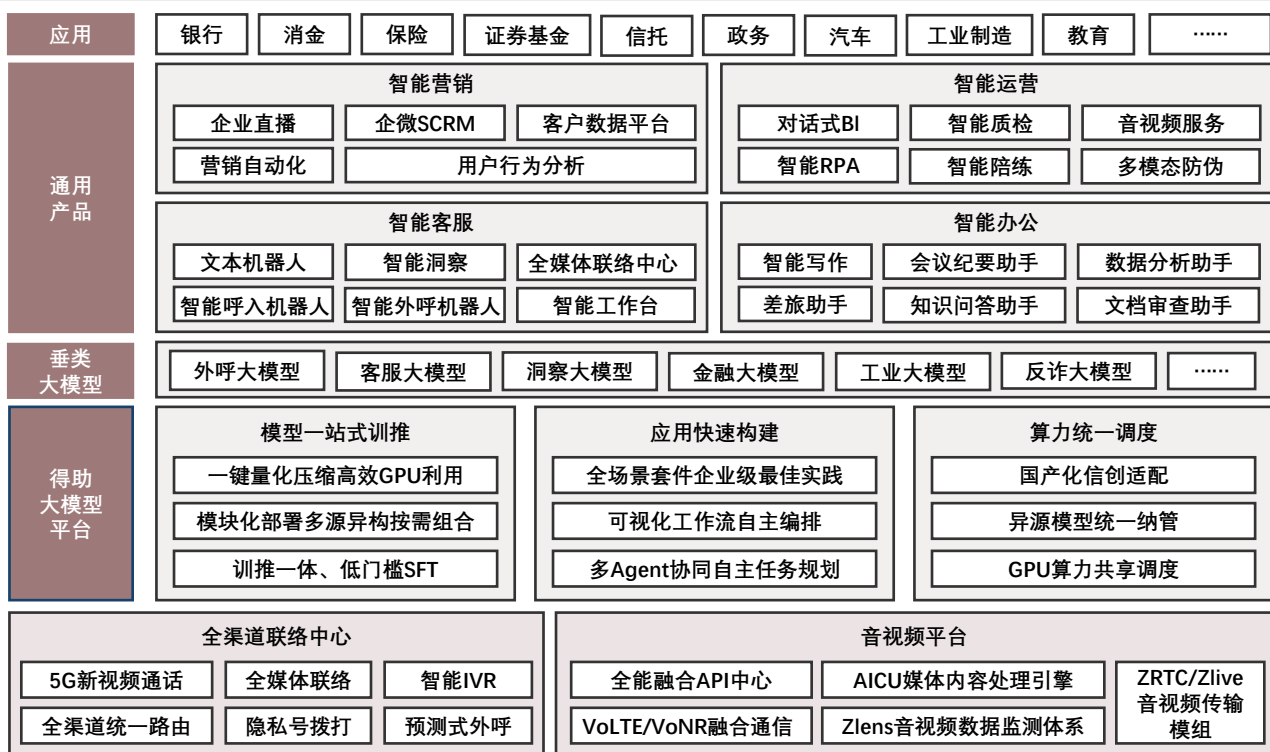 应用
银行
消金
保险
证券基金
信托
政务
汽车
工业制造
教育
……
通用
产品
智能营销
企业直播
企微SCRM
客户数据平台
营销自动化
用户行为分析
智能运营
对话式BI
智能质检
音视频服务
智能RPA
智能陪练
多模态防伪
智能客服
文本机器人
智能洞察
全媒体联络中心
智能呼入机器人
智能外呼机器人
智能工作台
智能办公
智能写作
会议纪要助手
数据分析助手
差旅助手
知识问答助手
文档审查助手
垂类
大模型
外呼大模型
客服大模型
洞察大模型
金融大模型
工业大模型
反诈大模型
……
得助
大模型
平台
模型一站式训推
一键量化压缩高效GPU利用
模块化部署多源异构按需组合
训推一体、低门槛SFT
应用快速构建
全场景套件企业级最佳实践
可视化工作流自主编排
多Agent协同自主任务规划
算力统一调度
国产化信创适配
异源模型统一纳管
GPU算力共享调度
全渠道联络中心
5G新视频通话
全媒体联络
智能IVR
全渠道统一路由
隐私号拨打
预测式外呼
音视频平台
全能融合API中心
AICU媒体内容处理引擎
VoLTE/VoNR融合通信
Zlens音视频数据监测体系
ZRTC/Zlive
音视频传输
模组